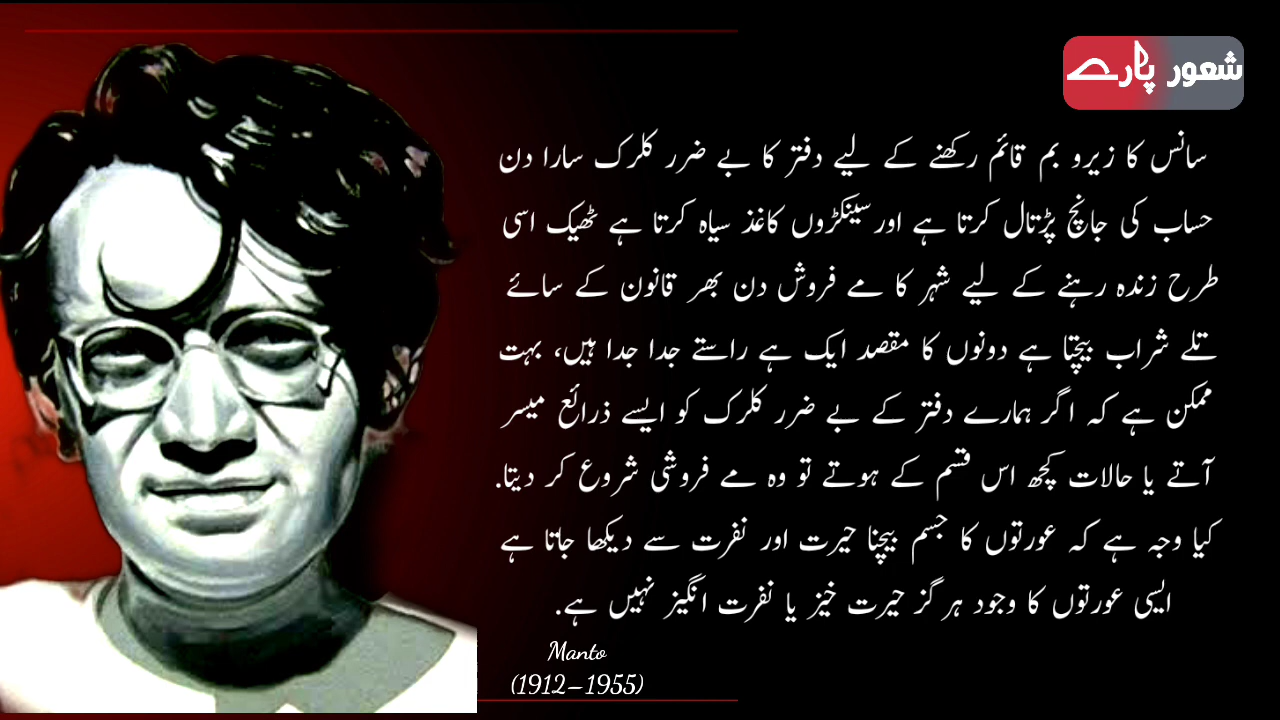 شعور پارے
سانس کا زیرو بم قائم رکھنے کے لیے دفتر کا بے ضرر کلرک سارا دن
حساب کی جانچ پڑتال کرتا ہے اور سینکڑوں کاغذ سیاہ کرتا ہے ٹھیک اسی
طرح زندہ رہنے کے لیے شہر کا مے فروش دن بھر قانون کے سائے
تلے شراب بیچتا ہے دونوں کا مقصد ایک ہے راستے جدا جدا ہیں، بہت
ممکن ہے کہ اگر ہمارے دفتر کے بے ضرر کلرک کو ایسے ذرائع میسر
آتے یا حالات کچھ اس قسم کے ہوتے تو وہ مے فروشی شروع کر دیتا.
کیا وجہ ہے کہ عورتوں کا جسم بیچنا حیرت اور نفرت سے دیکھا جاتا ہے
ایسی عورتوں کا وجود ہرگز حیرت خیز یا نفرت انگیز نہیں ہے.
Manto
(1912–1955)